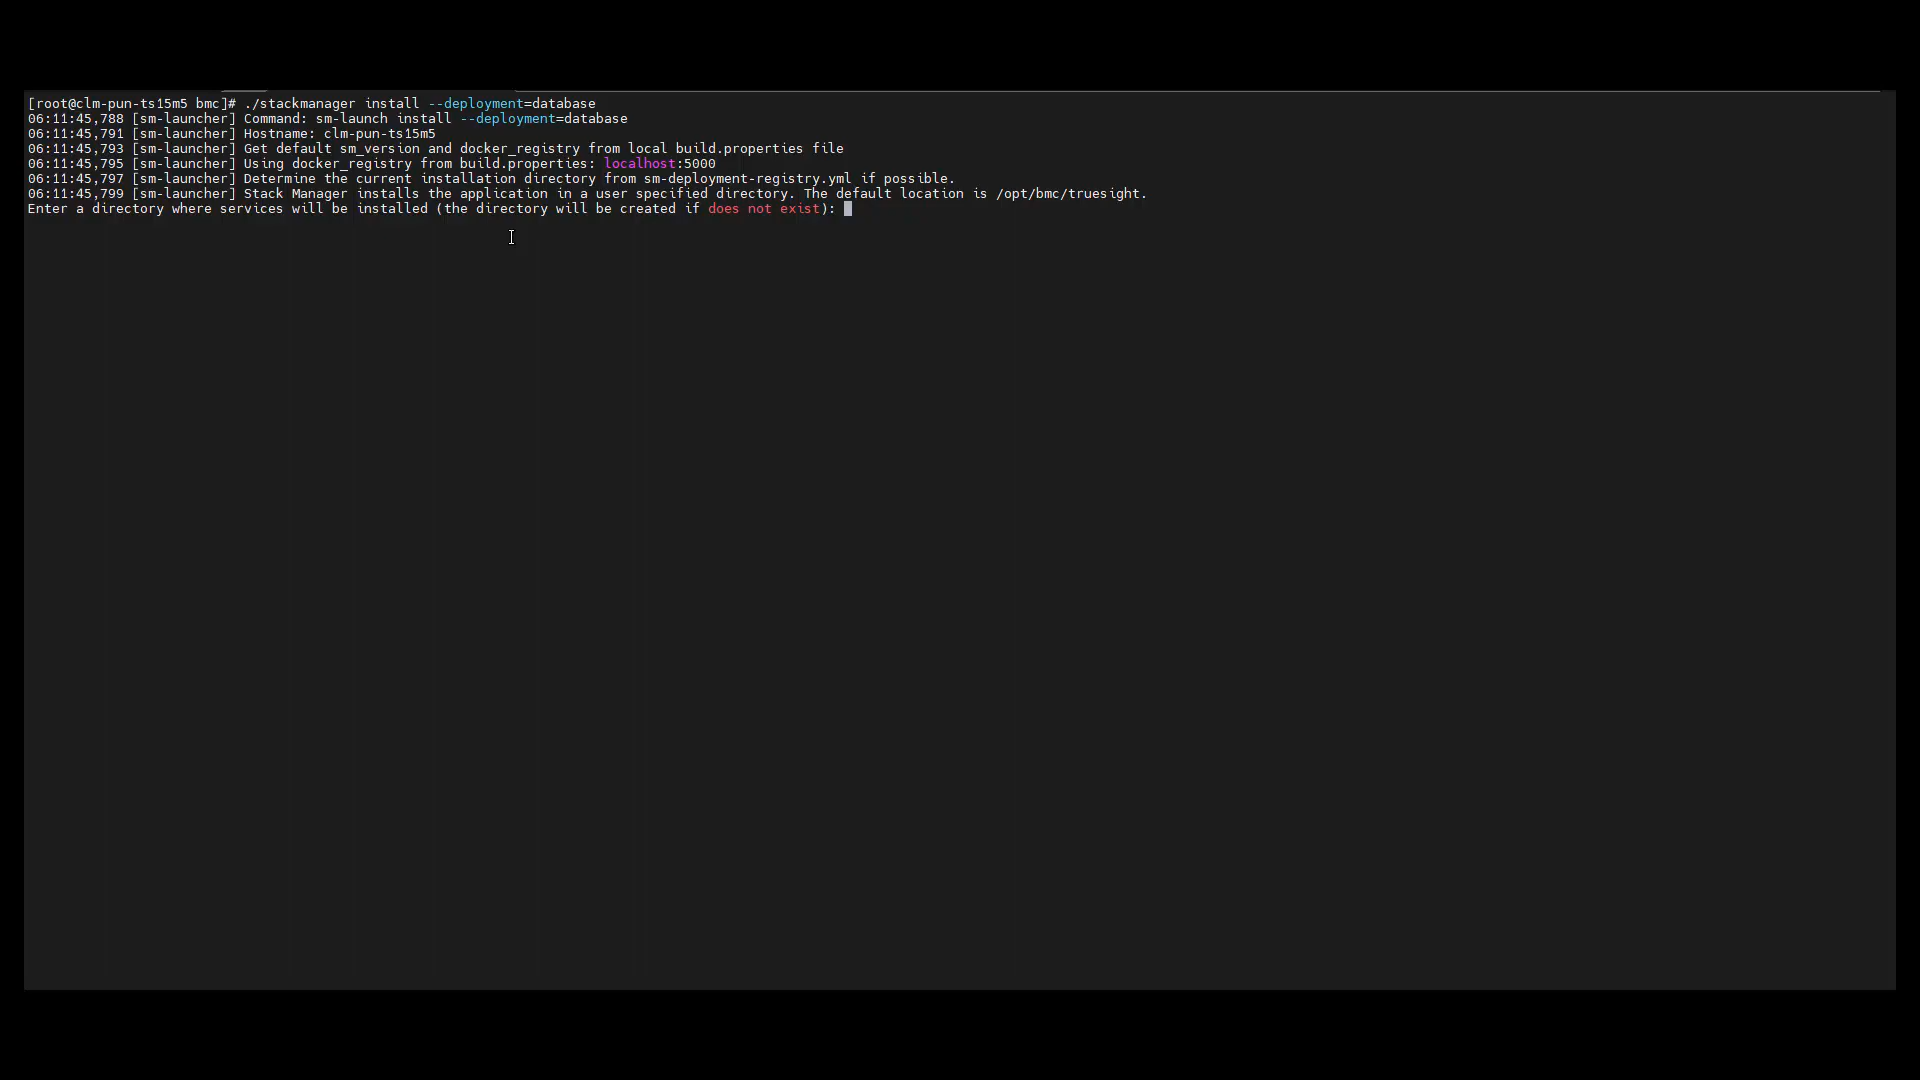 [root@clm-pun-ts15m5 bmc]# ./stackmanager install --deployment=database
06:11:45,788 [sm-launcher] Command: sm-launch install --deployment=database
06:11:45,791 [sm-launcher] Hostname: clm-pun-ts15m5
06:11:45,793 [sm-launcher] Get default sm_version and docker_registry from local build.properties file
06:11:45,795 [sm-launcher] Using docker_registry from build.properties: localhost:5000
06:11:45,797 [sm-launcher] Determine the current installation directory from sm-deployment-registry.yml if possible.
06:11:45,799 [sm-launcher] Stack Manager installs the application in a user specified directory. The default location is /opt/bmc/truesight.
Enter a directory where services will be installed (the directory will be created if does not exist):